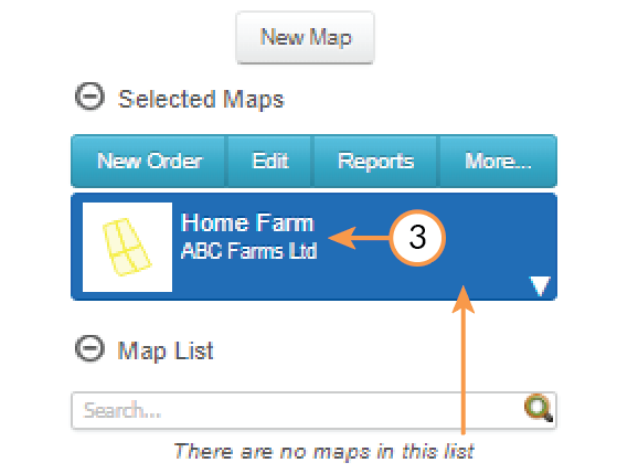 New Map
Selected Maps
New Order Edit Reports More...
Home Farm
ABC Farms Ltd
3
Map List
Search...
There are no maps in this list